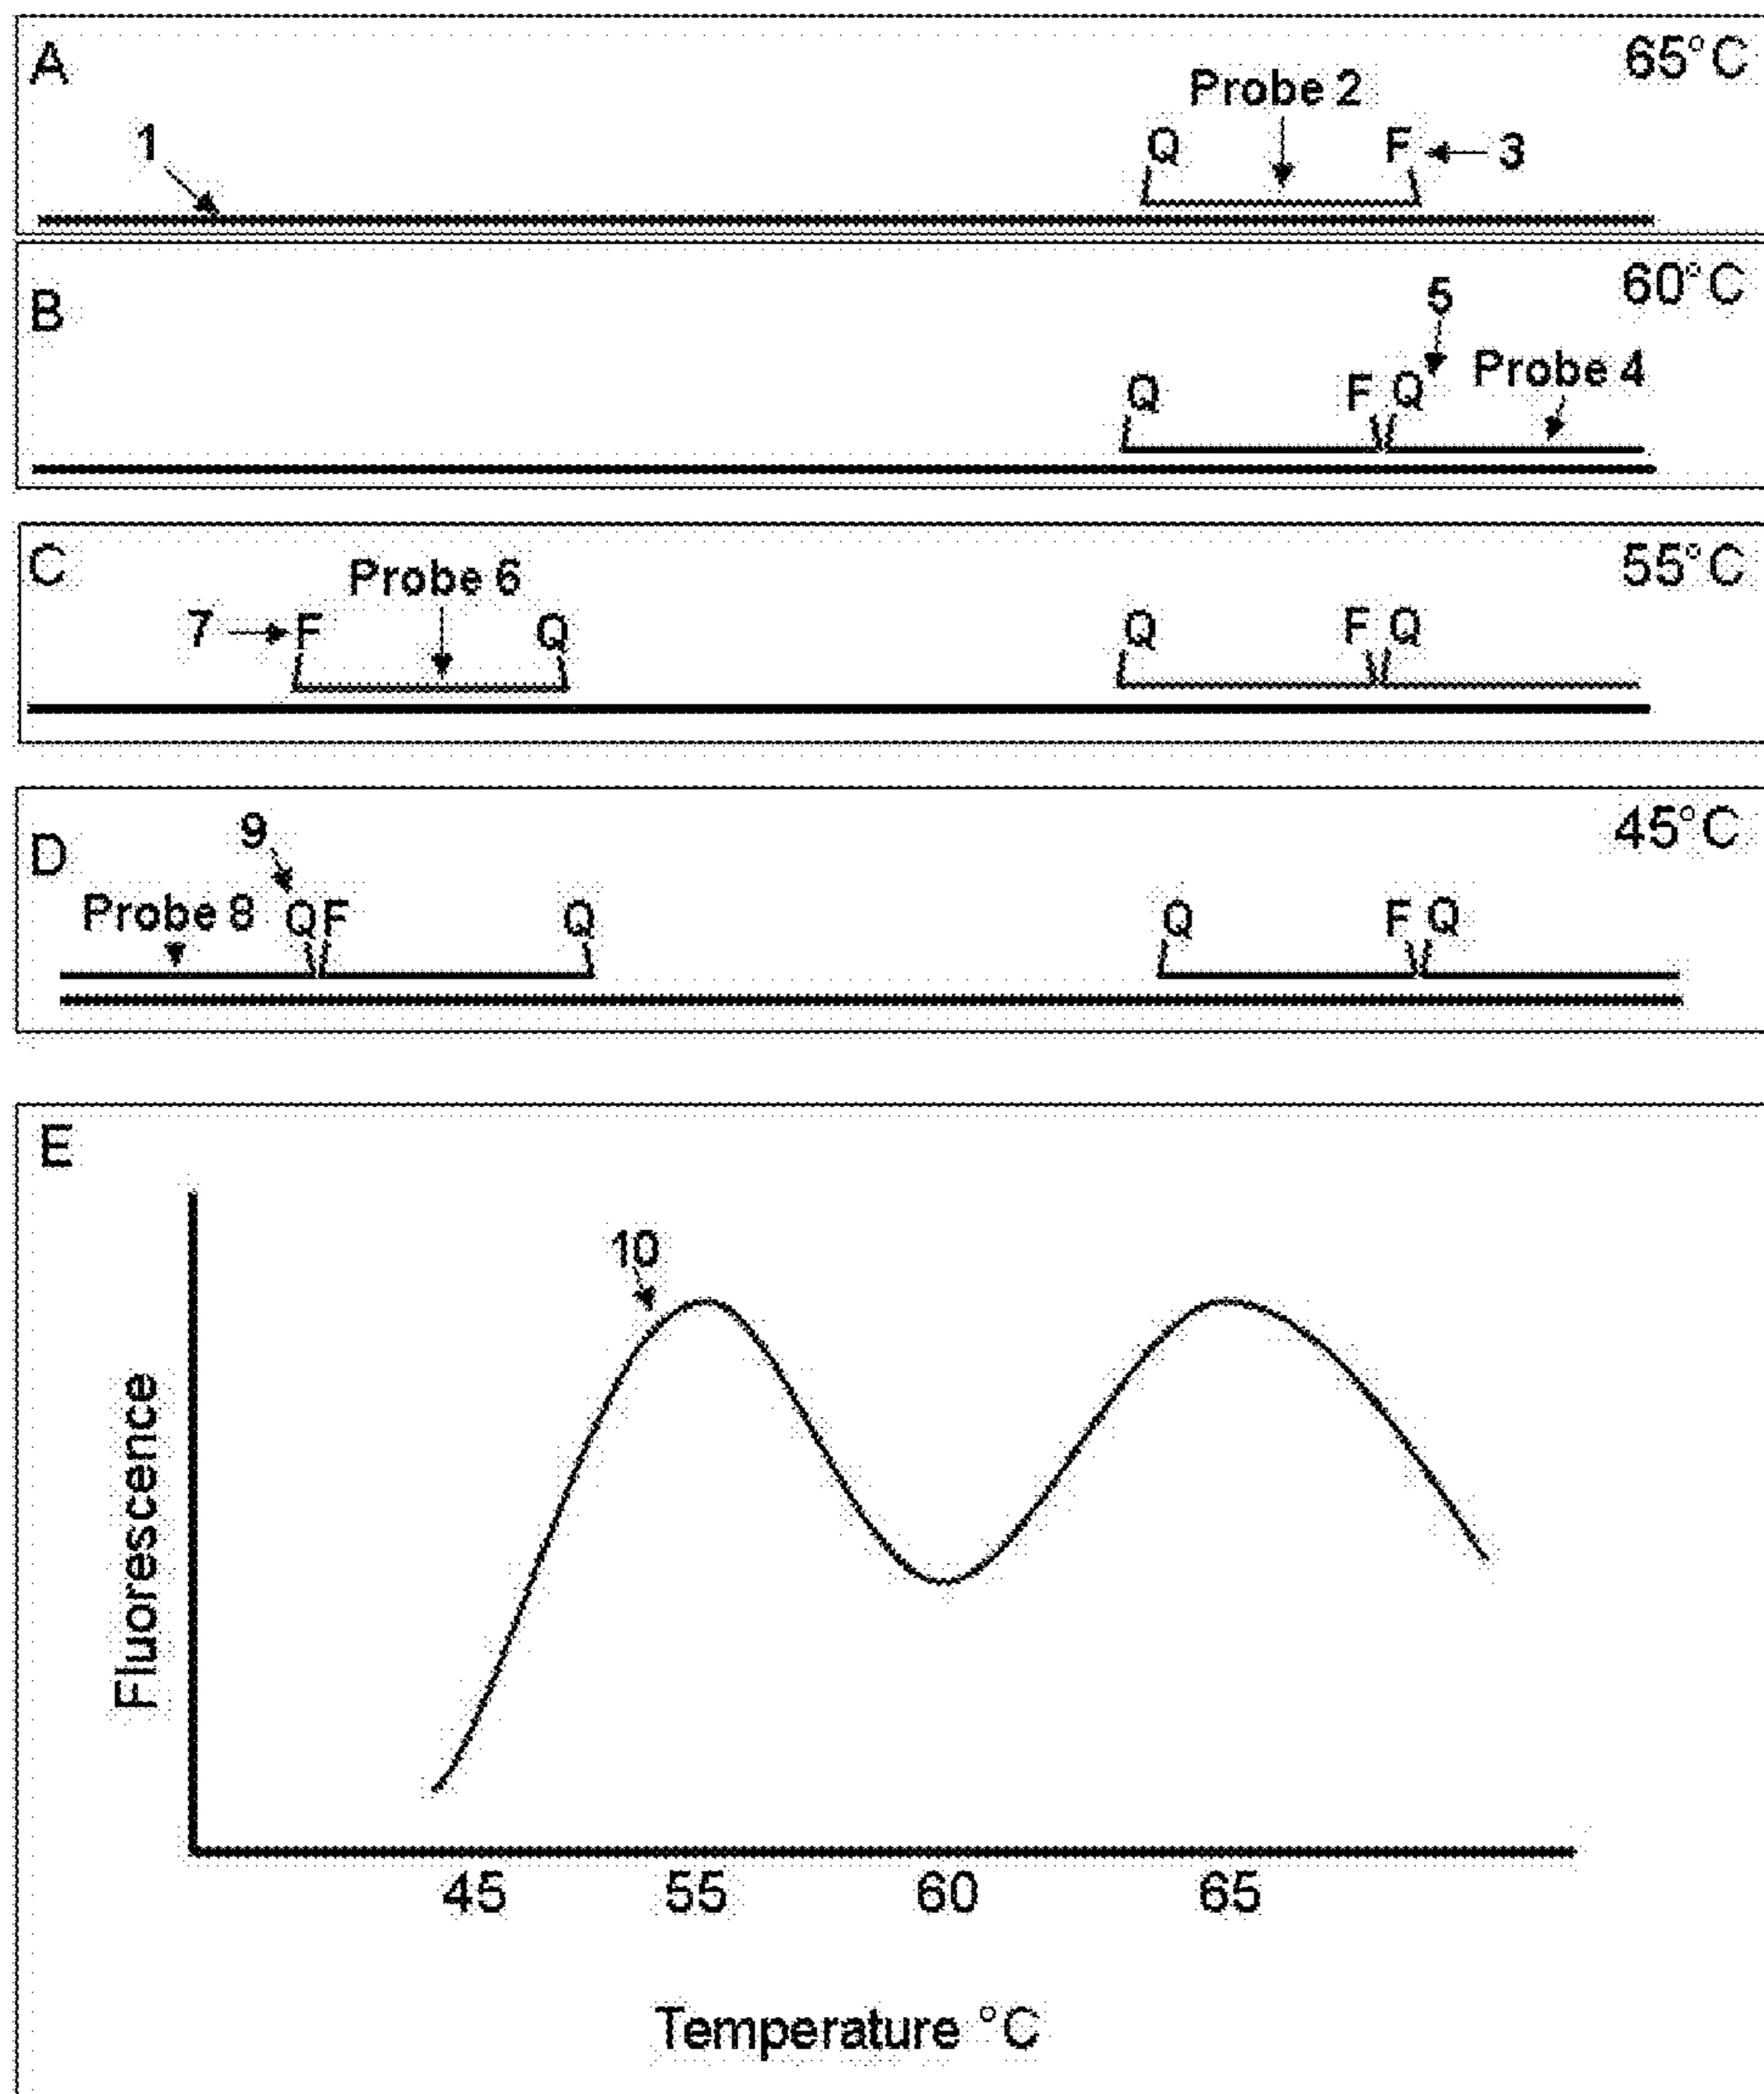 A
65°C
Probe 2
1
Q
F
3
B
60°C
5
Q
F Q
Probe 4
C
55°C
Probe 6
7
F
Q
Q
F Q
D
45°C
9
Probe 8
Q F
Q
Q
F Q
E
10
Fluorescence
45 55 60 65
Temperature °C